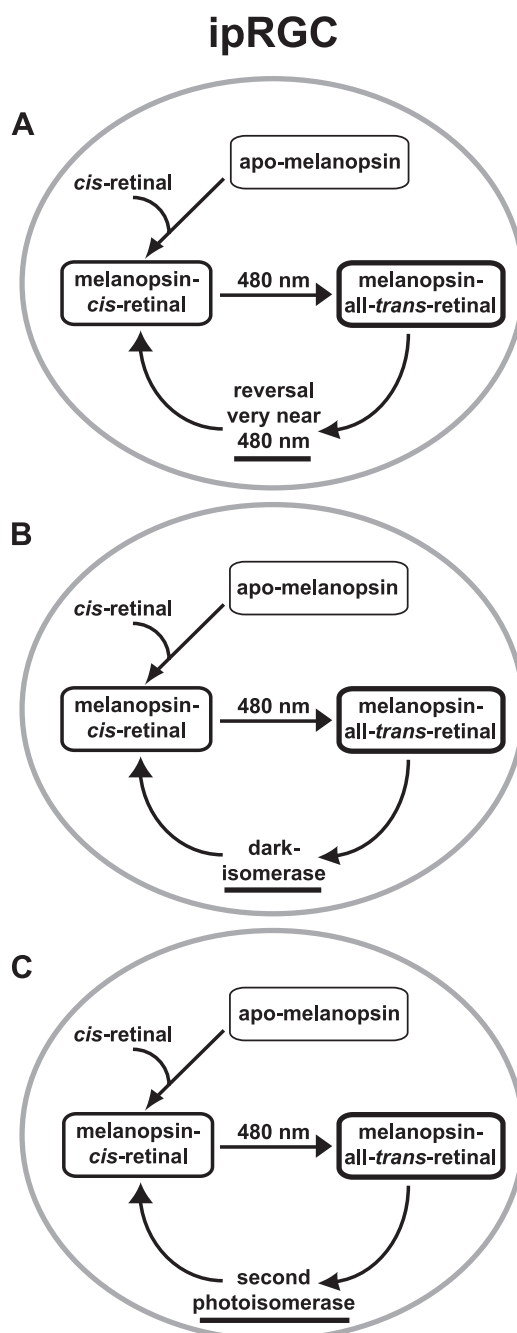 ipRGC
A
apo-melanopsin
cis-retinal
melanopsin-
cis-retinal
480 nm
melanopsin-
all-trans-retinal
reversal
very near
480 nm
B
apo-melanopsin
cis-retinal
melanopsin-
cis-retinal
480 nm
melanopsin-
all-trans-retinal
dark-
isomerase
C
apo-melanopsin
cis-retinal
melanopsin-
cis-retinal
480 nm
melanopsin-
all-trans-retinal
second
photoisomerase